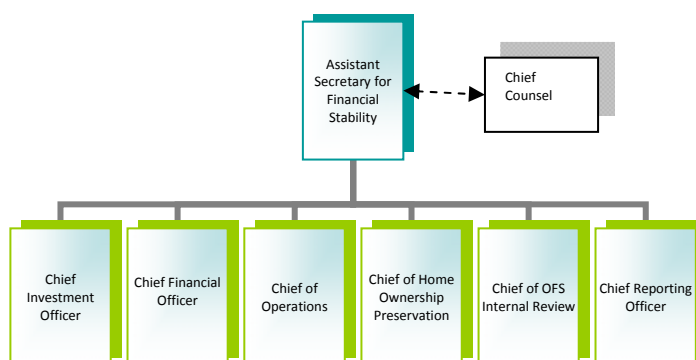 Assistant
Secretary for
Financial
Stability
Chief
Counsel
Chief
Investment
Officer
Chief Financial
Officer
Chief of
Operations
Chief of Home
Ownership
Preservation
Chief of OFS
Internal Review
Chief Reporting
Officer